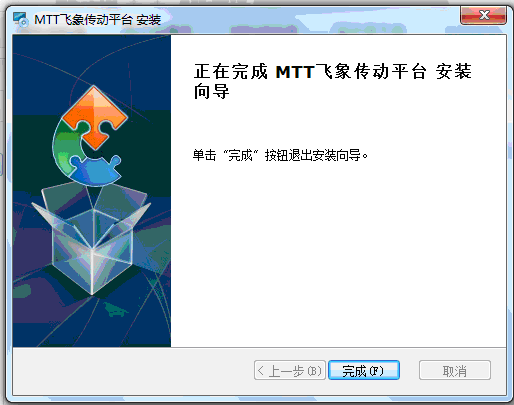 MTT飞象传动平台 安装
正在完成 MTT飞象传动平台 安装
向导
单击“完成”按钮退出安装向导。
< 上一步(B)
完成(F)
取消